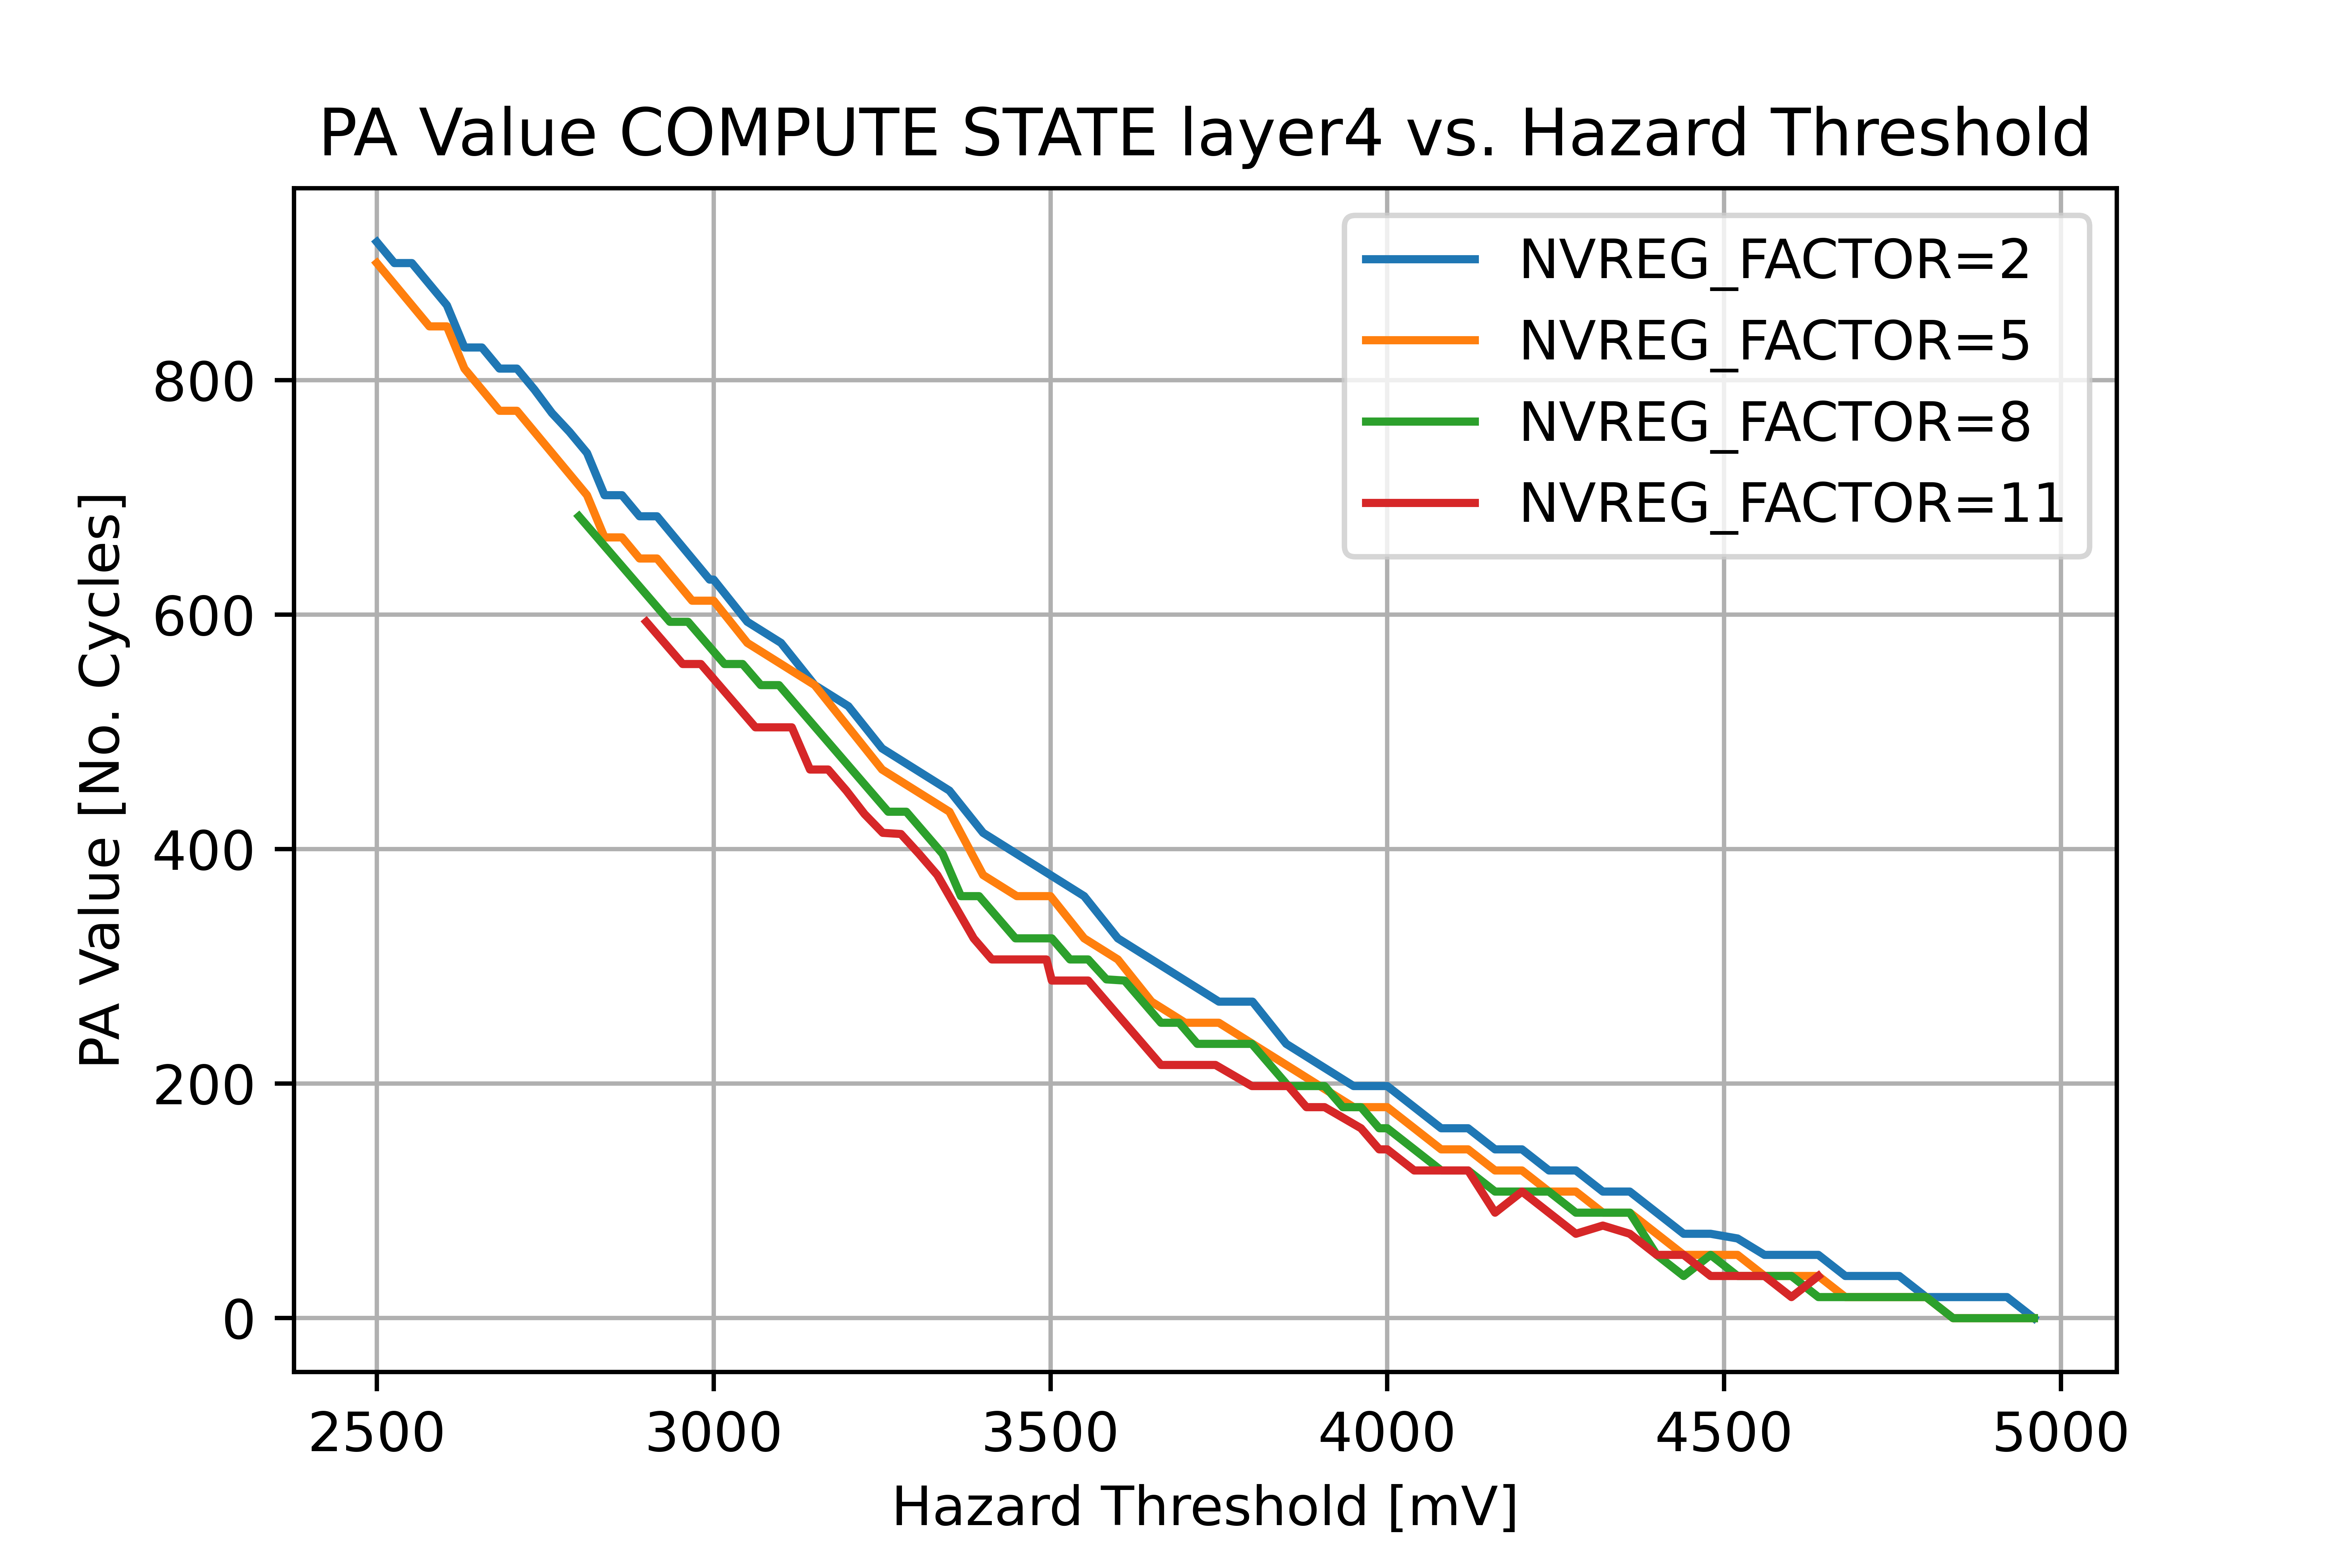 PA Value COMPUTE STATE layer4 vs. Hazard Threshold
NVREG_FACTOR=2
NVREG_FACTOR=5
NVREG_FACTOR=8
NVREG_FACTOR=11
PA Value [No. Cycles]
800
600
400
200
0
2500 3000 3500 4000 4500 5000
Hazard Threshold [mV]